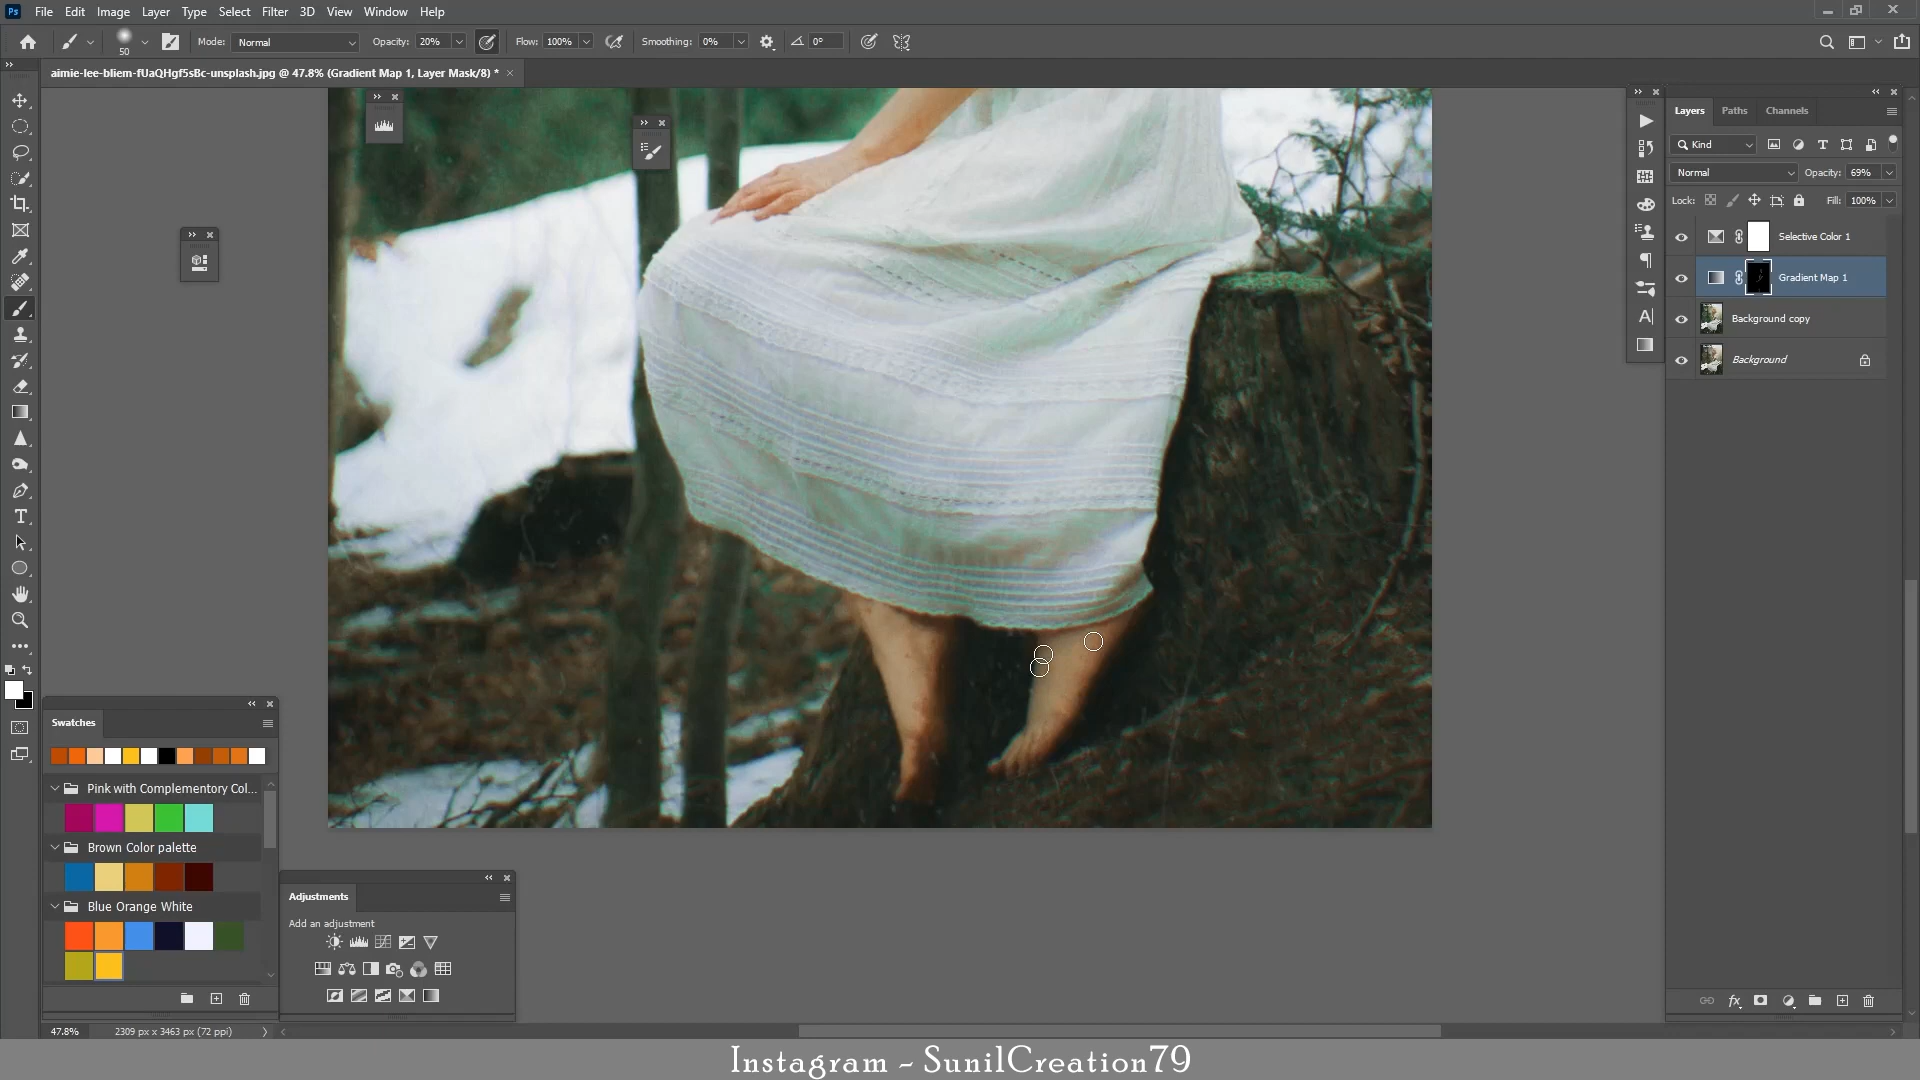 Ps File Edit Image Layer Type Select Filter 3D View Window Help
50 Mode: Normal Opacity: 20% Flow: 100% Smoothing: 0% 0°
aimie-lee-bliem-fUaQHgf5sBc-unsplash.jpg @ 47.8% (Gradient Map 1, Layer Mask/8) *
Layers Paths Channels
Kind
Normal Opacity: 69%
Lock: Fill: 100%
Selective Color 1
Gradient Map 1
Background copy
Background
Swatches
Pink with Complementory Col...
Brown Color palette
Blue Orange White
Adjustments
Add an adjustment
47.8% 2309 px x 3463 px (72 ppi)
Instagram - SunilCreation79